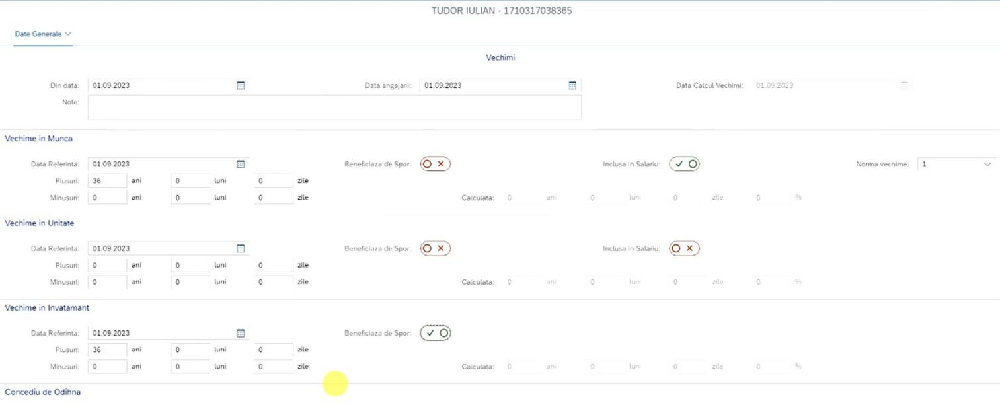 TUDOR IULIAN - 1710317038365
Date Generale
Vechimi
Din data: 01.09.2023 Data angajarii: 01.09.2023 Data Calcul Vechimi: 01.09.2023
Note:
Vechime in Munca
Data Referinta: 01.09.2023 Beneficiaza de Spor: Inclusa in Salariu: Norma vechime: 1
Plusuri: 36 ani 0 luni 0 zile
Minusuri: 0 ani 0 luni 0 zile Calculata: 0 ani 0 luni 0 zile 0 %
Vechime in Unitate
Data Referinta: 01.09.2023 Beneficiaza de Spor: Inclusa in Salariu:
Plusuri: 0 ani 0 luni 0 zile
Minusuri: 0 ani 0 luni 0 zile Calculata: 0 ani 0 luni 0 zile 0 %
Vechime in Invatamant
Data Referinta: 01.09.2023 Beneficiaza de Spor:
Plusuri: 36 ani 0 luni 0 zile
Minusuri: 0 ani 0 luni 0 zile Calculata: 0 ani 0 luni 0 zile 0 %
Concediu de Odihna